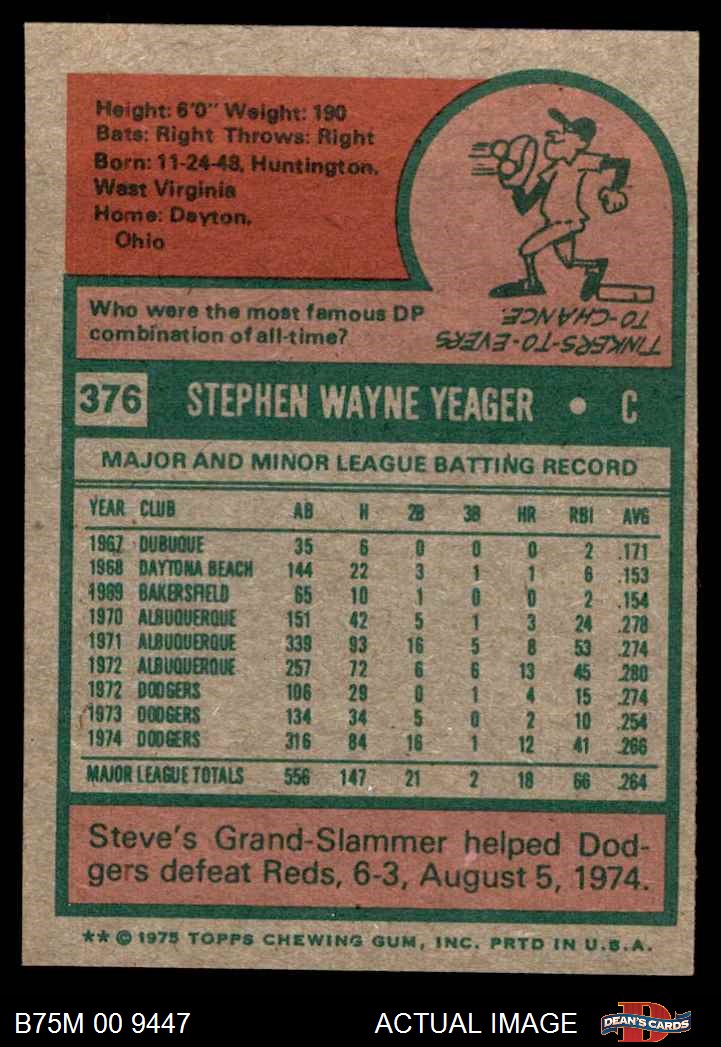 Height: 6'0" Weight: 190
Bats: Right Throws: Right
Born: 11-24-48, Huntington,
West Virginia
Home: Dayton,
Ohio
Who were the most famous DP
combination of all-time?
TINKERS-TO-EVERS
TO-CHANCE.
376 STEPHEN WAYNE YEAGER • C
MAJOR AND MINOR LEAGUE BATTING RECORD
YEAR CLUB AB H 2B 3B HR RBI AVG
1967 DUBUQUE 35 6 0 0 0 2 .171
1968 DAYTONA BEACH 144 22 3 1 1 6 .153
1969 BAKERSFIELD 65 10 1 0 0 2 .154
1970 ALBUQUERQUE 151 42 5 1 3 24 .278
1971 ALBUQUERQUE 339 93 16 5 8 53 .274
1972 ALBUQUERQUE 257 72 6 6 13 45 .280
1972 DODGERS 106 29 0 1 4 15 .274
1973 DODGERS 134 34 5 0 2 10 .254
1974 DODGERS 316 84 16 1 12 41 .266
MAJOR LEAGUE TOTALS 556 147 21 2 18 66 .264
Steve's Grand-Slammer helped Dod-
gers defeat Reds, 6-3, August 5, 1974.
** © 1975 TOPPS CHEWING GUM, INC. PRTD IN U.S.A.
B75M 00 9447 ACTUAL IMAGE D DEAN'S CARDS